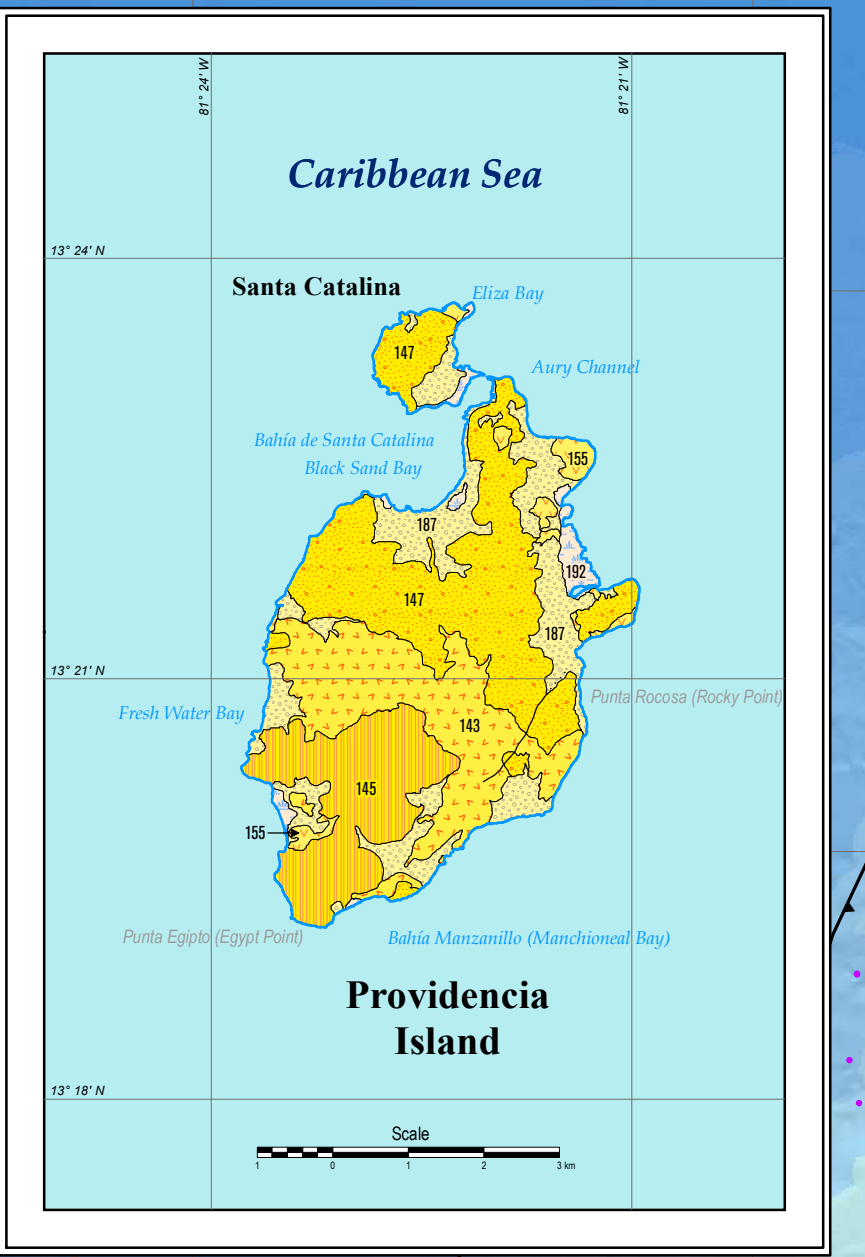 81° 24' W
81° 21' W
Caribbean Sea
13° 24' N
Santa Catalina
Eliza Bay
147
Aury Channel
Bahía de Santa Catalina
Black Sand Bay
155
187
192
147
187
13° 21' N
Punta Rocosa (Rocky Point)
Fresh Water Bay
143
145
155
Punta Egipto (Egypt Point)
Bahía Manzanillo (Manchioneal Bay)
Providencia
Island
13° 18' N
Scale
1 0 1 2 3 km